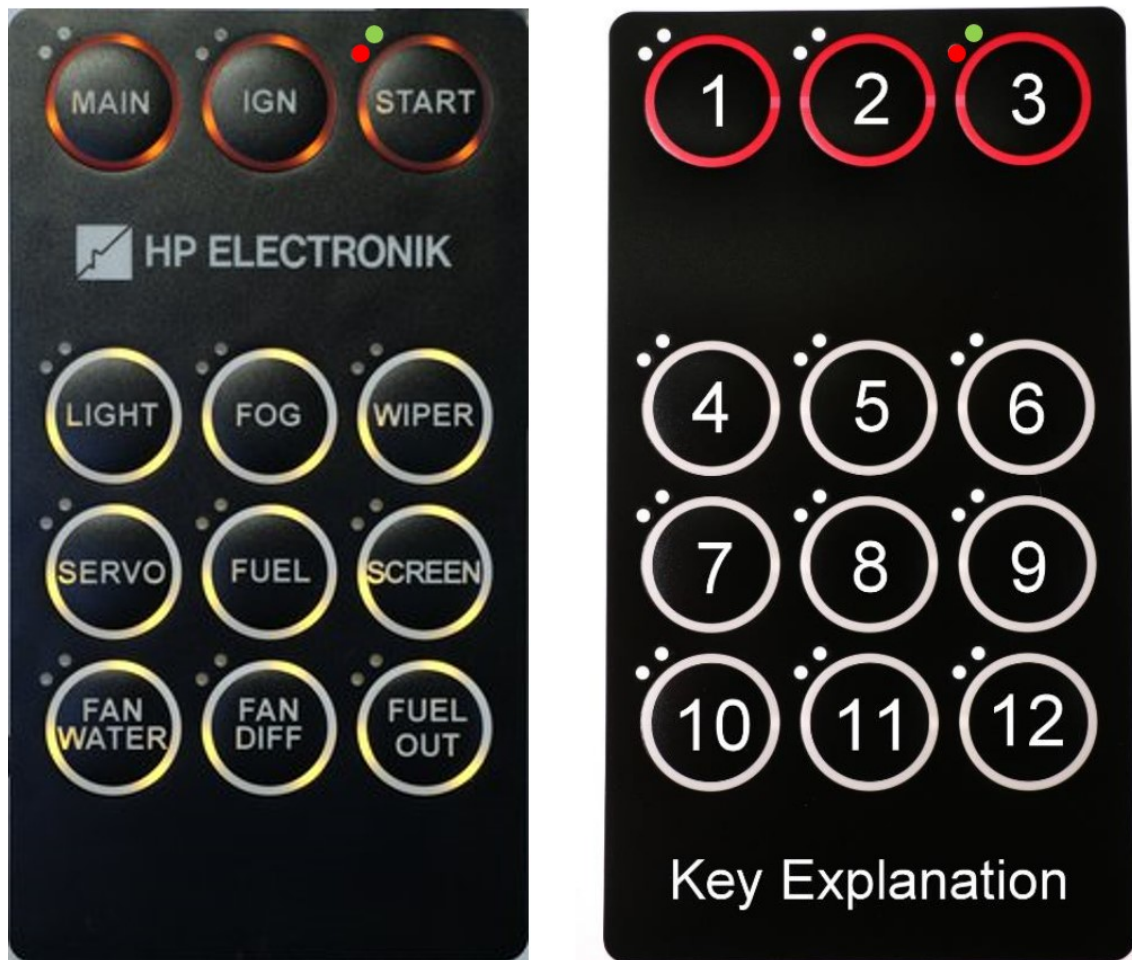 MAIN IGN START
HP ELECTRONIK
LIGHT FOG WIPER
SERVO FUEL SCREEN
FAN WATER FAN DIFF FUEL OUT
1 2 3
4 5 6
7 8 9
10 11 12
Key Explanation